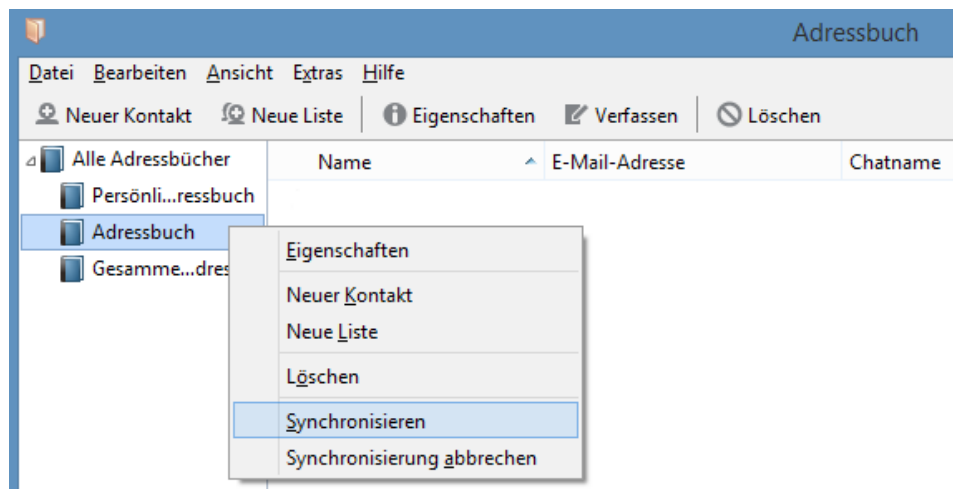 Adressbuch
Datei Bearbeiten Ansicht Extras Hilfe
Neuer Kontakt Neue Liste Eigenschaften Verfassen Löschen
Alle Adressbücher Name E-Mail-Adresse Chatname
Persönli...ressbuch
Adressbuch
Gesamme...dres
Eigenschaften
Neuer Kontakt
Neue Liste
Löschen
Synchronisieren
Synchronisierung abbrechen